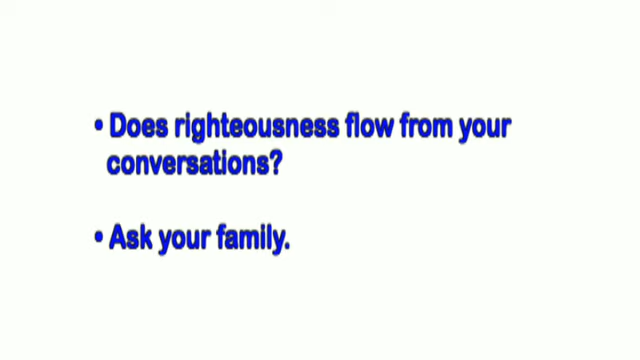 • Does righteousness flow from your
conversations?
• Ask your family.